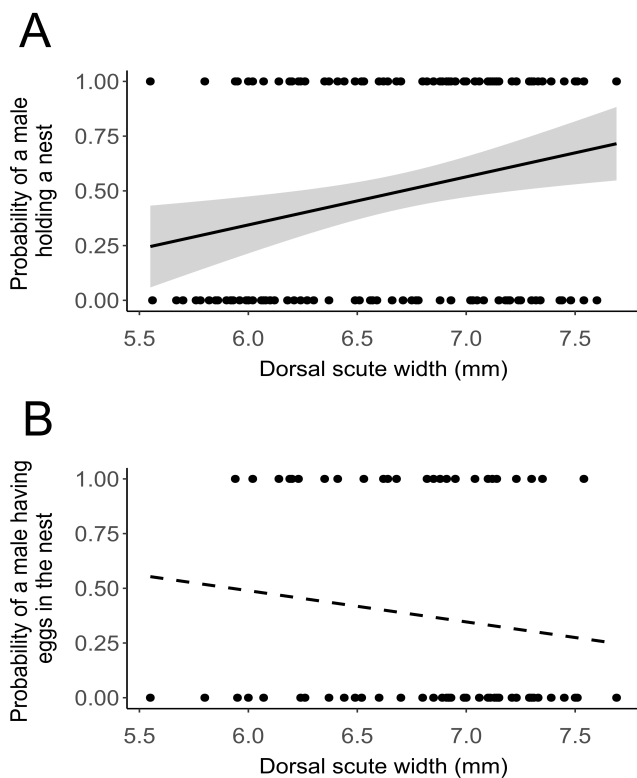 A
Probability of a male
holding a nest
1.00
0.75
0.50
0.25
0.00
5.5 6.0 6.5 7.0 7.5
Dorsal scute width (mm)
B
Probability of a male having
eggs in the nest
1.00
0.75
0.50
0.25
0.00
5.5 6.0 6.5 7.0 7.5
Dorsal scute width (mm)